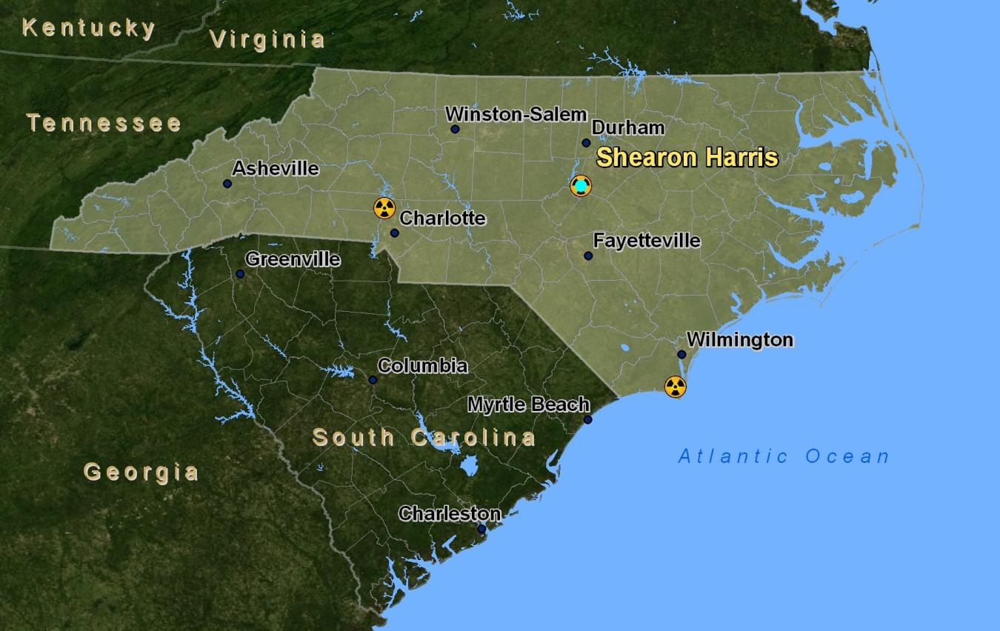 Kentucky
Virginia
Tennessee
Winston-Salem
Durham
Shearon Harris
Asheville
Charlotte
Fayetteville
Greenville
Wilmington
Columbia
Myrtle Beach
South Carolina
Atlantic Ocean
Georgia
Charleston